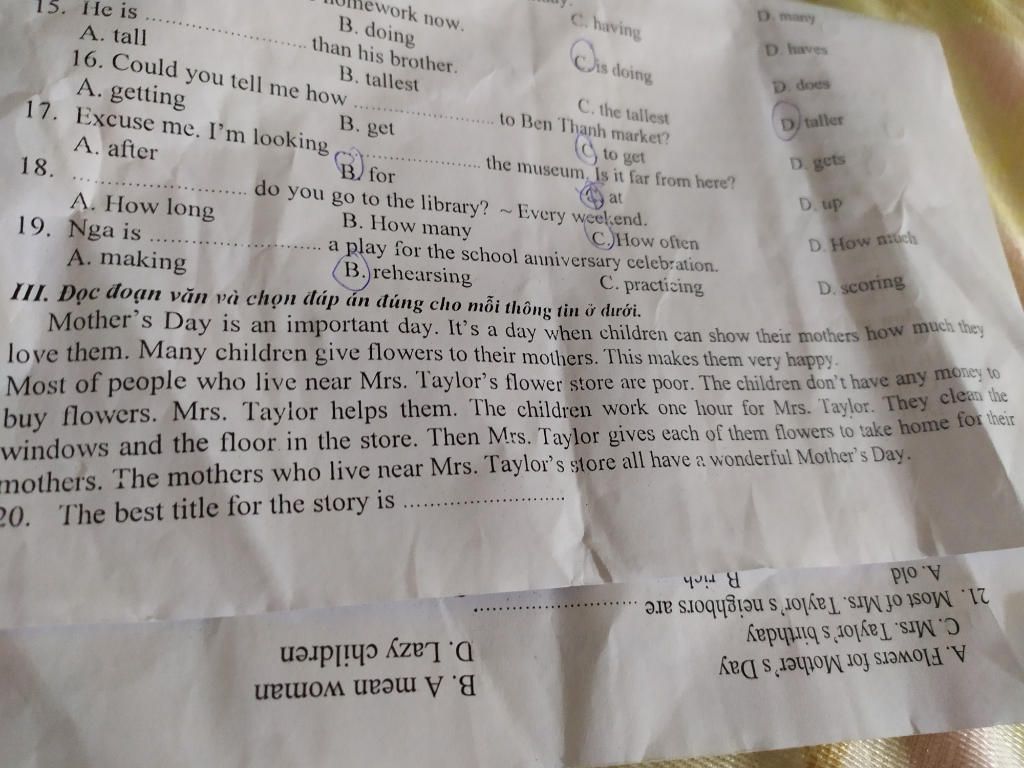 homework now.
B. doing
C. having
D. many
15. He is .................. than his brother.
C. is doing
D. haves
A. tall
B. tallest
C. the tallest
D. does
D. taller
16. Could you tell me how .................. to Ben Thanh market?
A. getting
B. get
C. to get
D. gets
17. Excuse me. I'm looking .................. the museum. Is it far from here?
A. after
B. for
C. at
D. up
18. .................. do you go to the library? ~ Every weekend.
A. How long
B. How many
C. How often
D. How much
19. Nga is .................. a play for the school anniversary celebration.
A. making
B. rehearsing
C. practicing
D. scoring
III. Đọc đoạn văn và chọn đáp án đúng cho mỗi thông tin ở dưới.
Mother's Day is an important day. It's a day when children can show their mothers how much they
love them. Many children give flowers to their mothers. This makes them very happy.
Most of people who live near Mrs. Taylor's flower store are poor. The children don't have any money to
buy flowers. Mrs. Taylor helps them. The children work one hour for Mrs. Taylor. They clean the
windows and the floor in the store. Then Mrs. Taylor gives each of them flowers to take home for their
mothers. The mothers who live near Mrs. Taylor's store all have a wonderful Mother's Day.
20. The best title for the story is ..................
A. Flowers for Mother's Day
B. A mean woman
C. Mrs. Taylor's birthday
D. Lazy children
21. Most of Mrs. Taylor's neighbors are ..................
A. old
B. rich